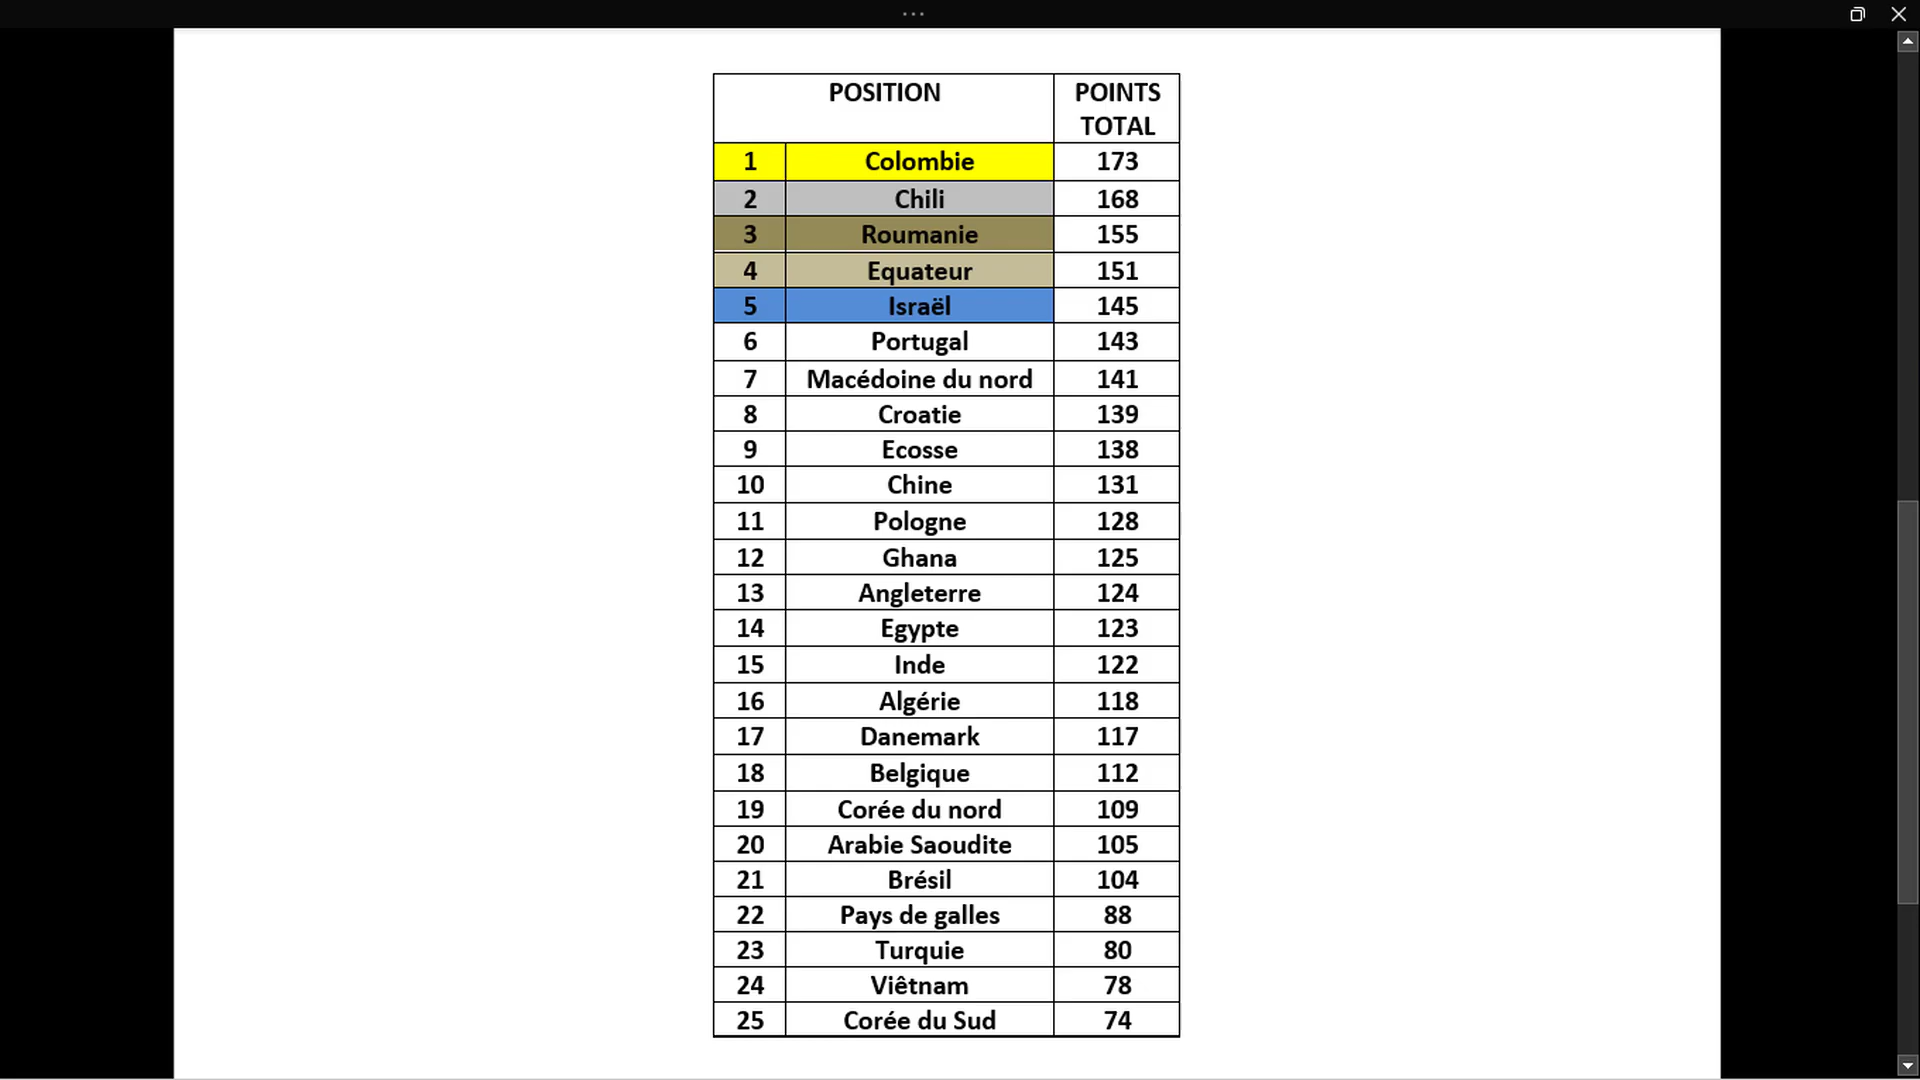 POSITION POINTS
TOTAL
1 Colombie 173
2 Chili 168
3 Roumanie 155
4 Equateur 151
5 Israël 145
6 Portugal 143
7 Macédoine du nord 141
8 Croatie 139
9 Ecosse 138
10 Chine 131
11 Pologne 128
12 Ghana 125
13 Angleterre 124
14 Egypte 123
15 Inde 122
16 Algérie 118
17 Danemark 117
18 Belgique 112
19 Corée du nord 109
20 Arabie Saoudite 105
21 Brésil 104
22 Pays de galles 88
23 Turquie 80
24 Viêtnam 78
25 Corée du Sud 74